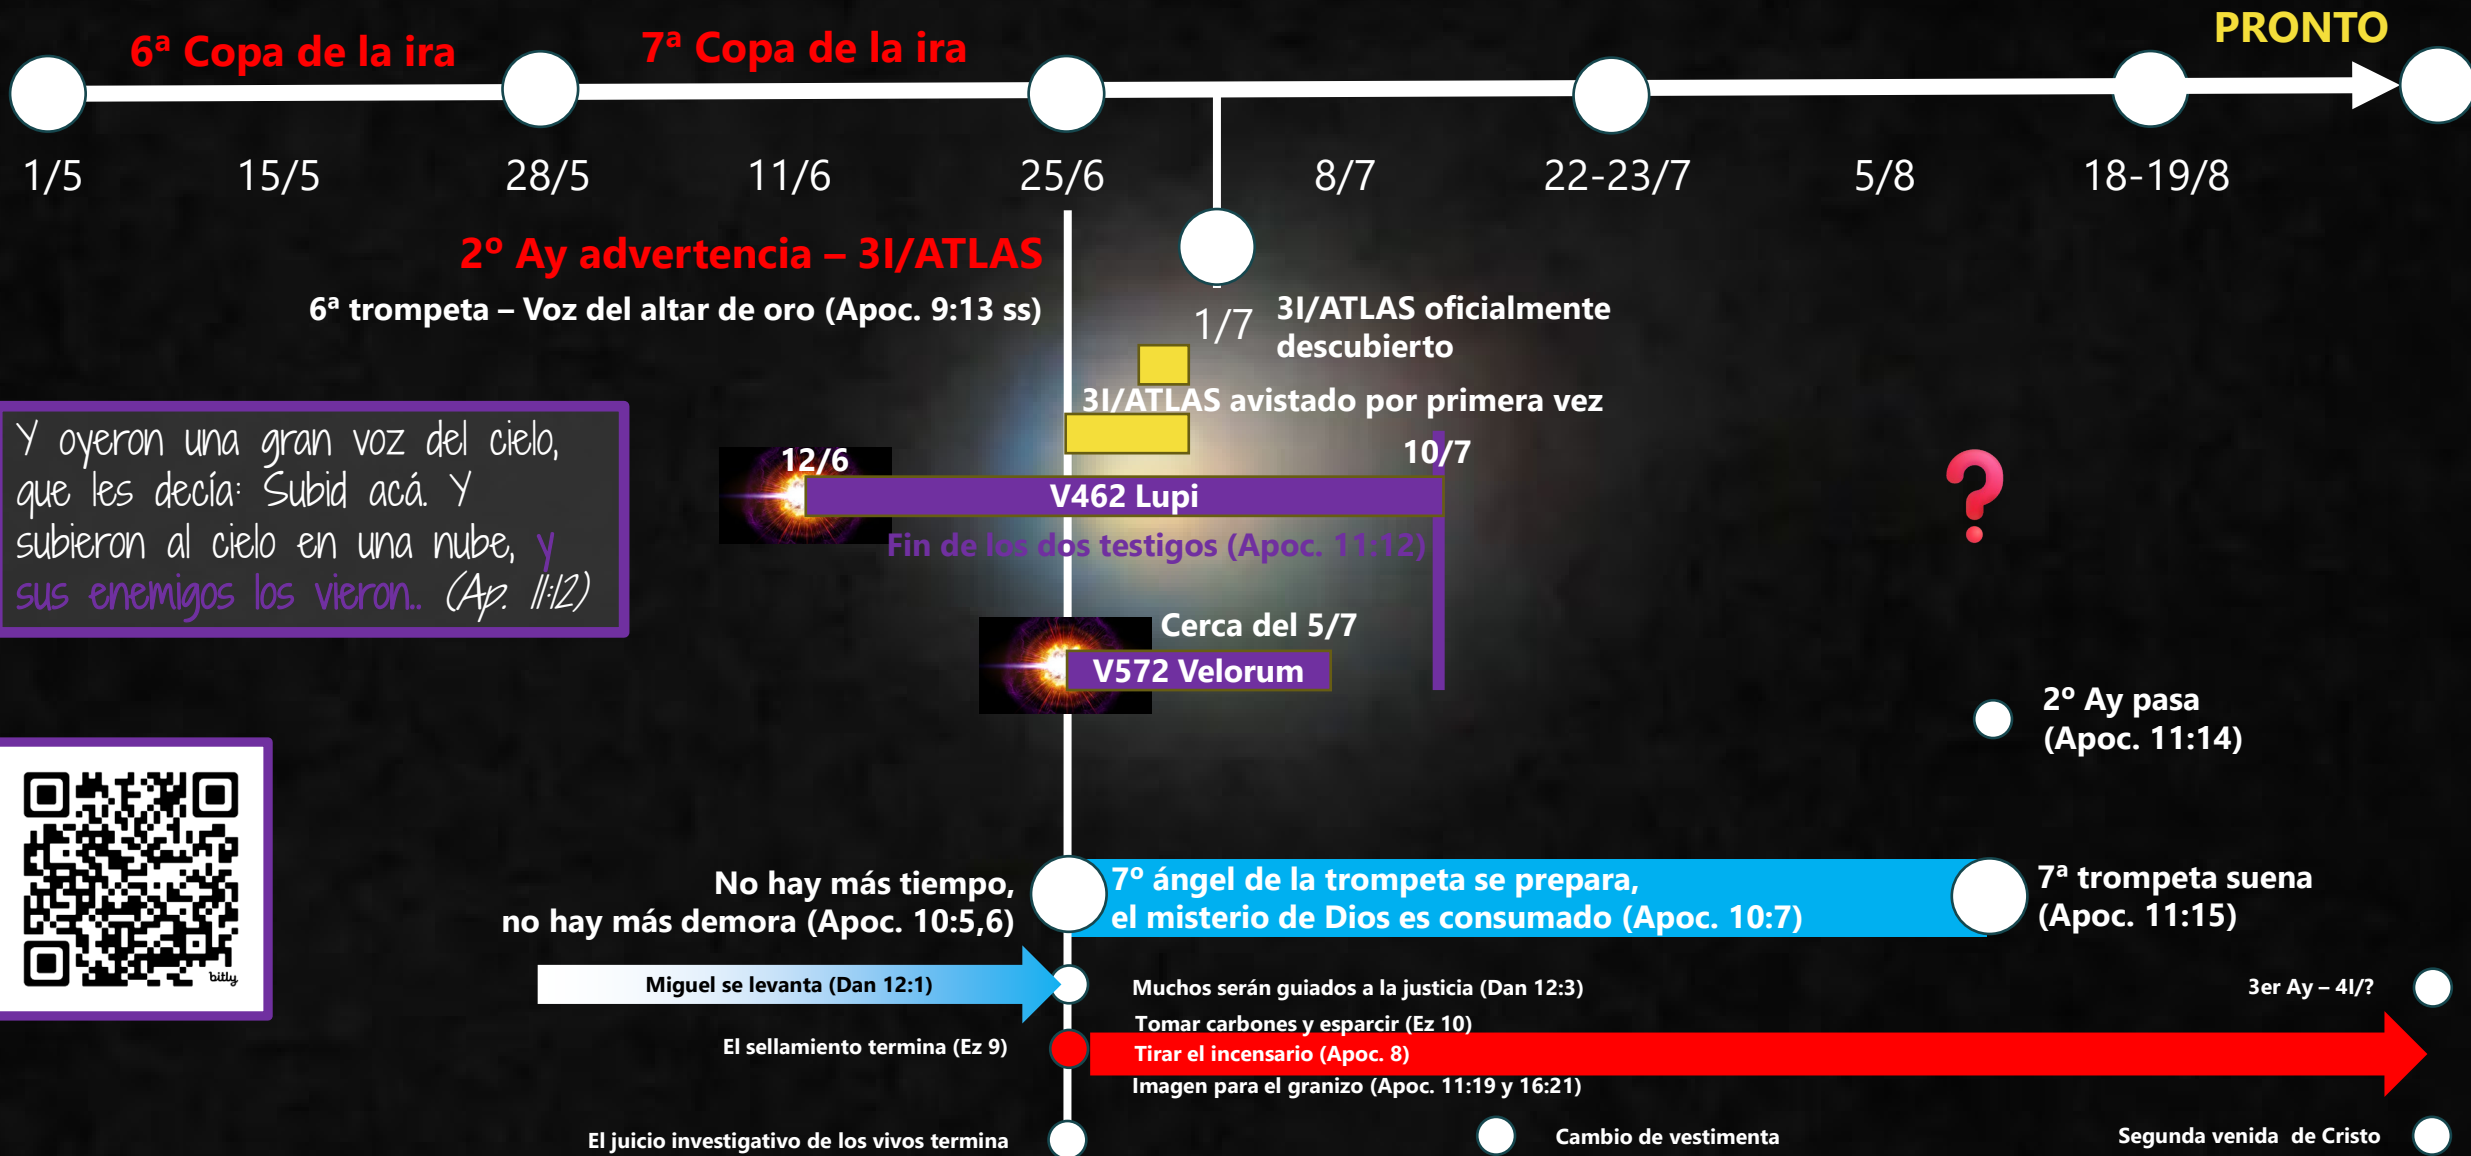 PRONTO
6ª Copa de la ira
7ª Copa de la ira
1/5
15/5
28/5
11/6
25/6
8/7
22-23/7
5/8
18-19/8
2º Ay advertencia – 3I/ATLAS
6ª trompeta – Voz del altar de oro (Apoc. 9:13 ss)
1/7
3I/ATLAS oficialmente
descubierto
3I/ATLAS avistado por primera vez
Y oyeron una gran voz del cielo,
que les decía: Subid acá. Y
subieron al cielo en una nube, y
sus enemigos los vieron.. (Ap. 11:12)
12/6
10/7
V462 Lupi
Fin de los dos testigos (Apoc. 11:12)
?
Cerca del 5/7
V572 Velorum
2º Ay pasa
(Apoc. 11:14)
bitly
No hay más tiempo,
no hay más demora (Apoc. 10:5,6)
7º ángel de la trompeta se prepara,
el misterio de Dios es consumado (Apoc. 10:7)
7ª trompeta suena
(Apoc. 11:15)
Miguel se levanta (Dan 12:1)
Muchos serán guiados a la justicia (Dan 12:3)
3er Ay – 4I/?
Tomar carbones y esparcir (Ez 10)
El sellamiento termina (Ez 9)
Tirar el incensario (Apoc. 8)
Imagen para el granizo (Apoc. 11:19 y 16:21)
El juicio investigativo de los vivos termina
Cambio de vestimenta
Segunda venida de Cristo